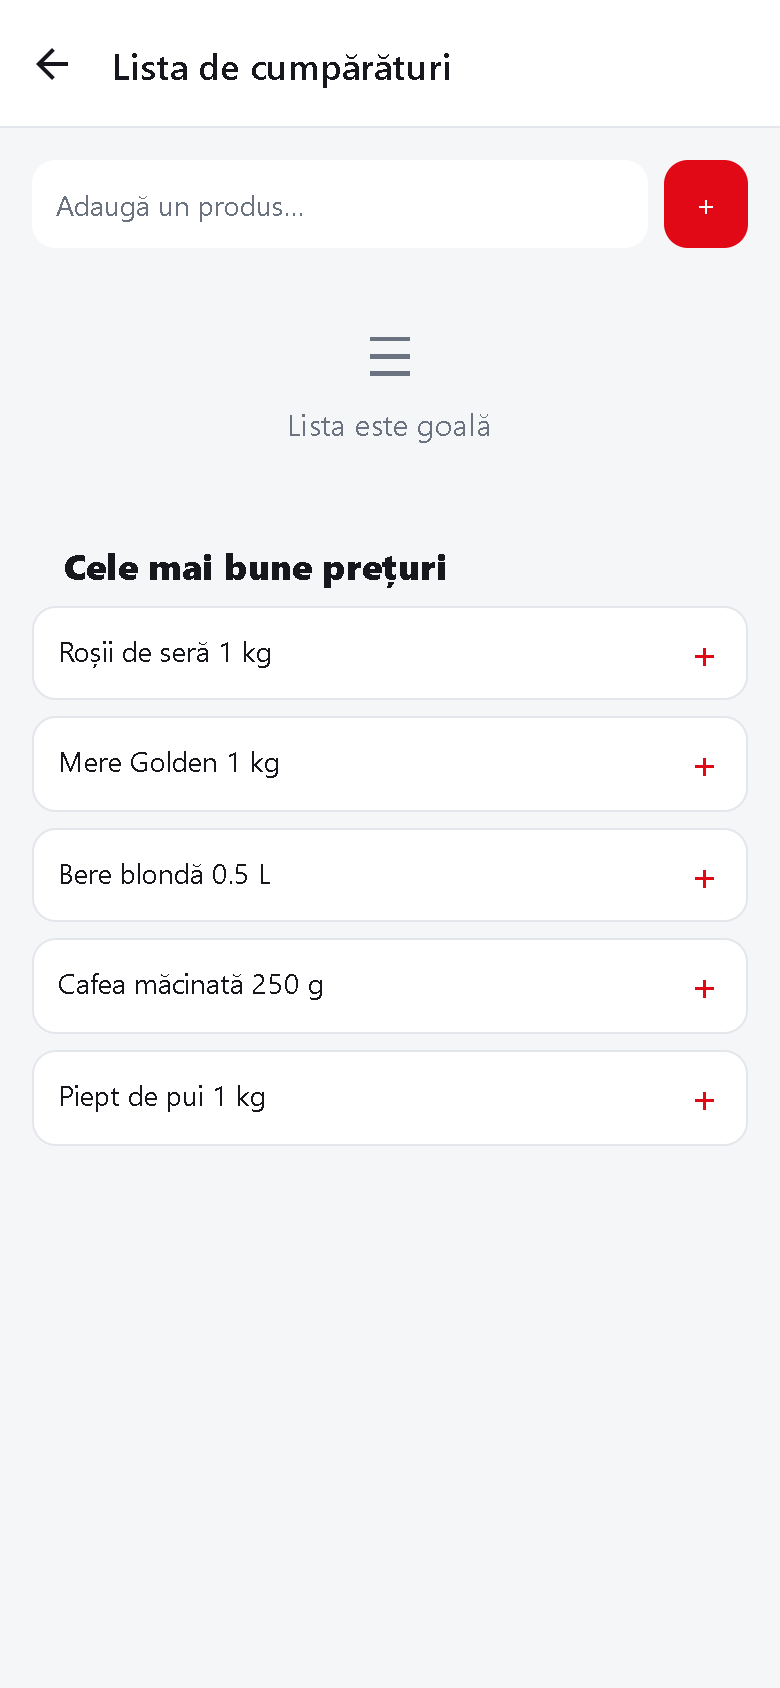 Lista de cumpărături
Adaugă un produs...
+
Lista este goală
Cele mai bune prețuri
Roșii de seră 1 kg
+
Mere Golden 1 kg
+
Bere blondă 0.5 L
+
Cafea măcinată 250 g
+
Piept de pui 1 kg
+